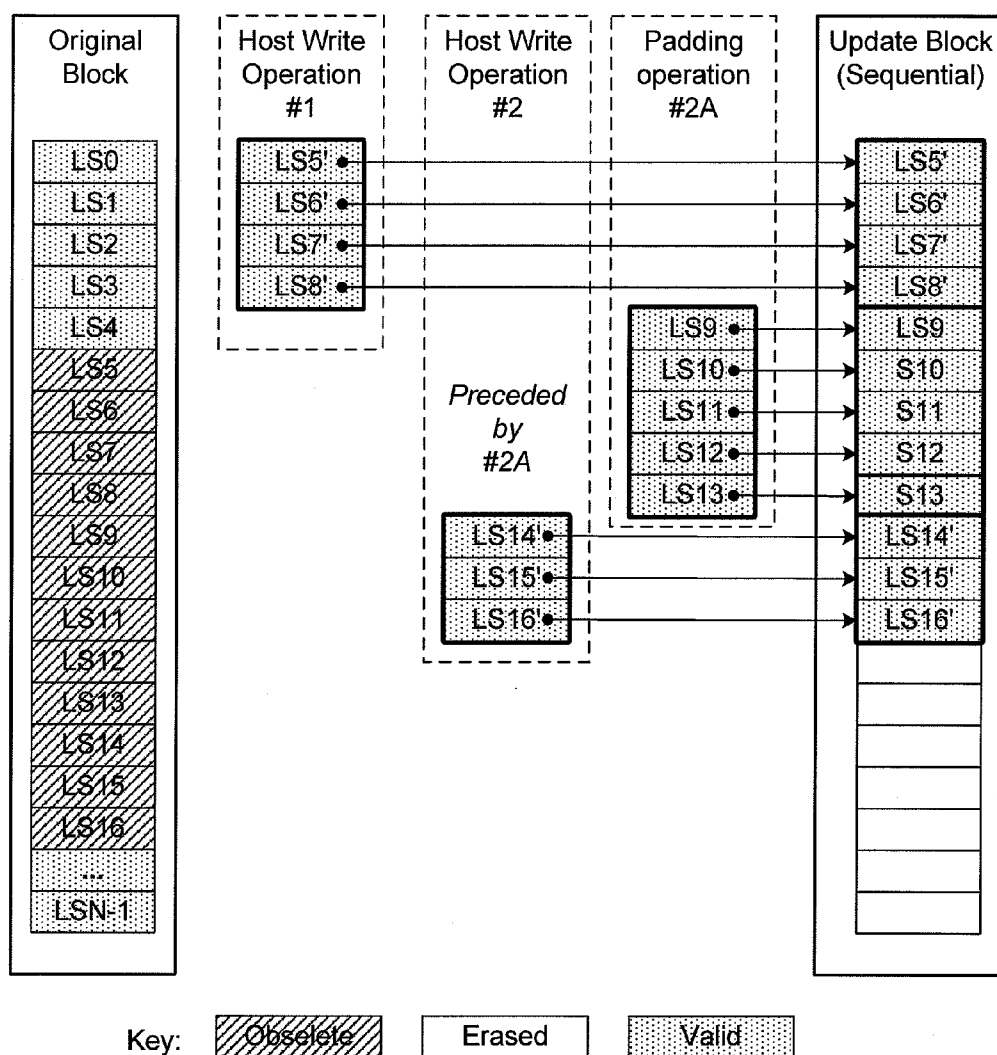 Original
Block
LS0
LS1
LS2
LS3
LS4
LS5
LS6
LS7
LS8
LS9
LS10
LS11
LS12
LS13
LS14
LS15
LS16
...
LSN-1
Host Write
Operation
#1
LS5'
LS6'
LS7'
LS8'
Host Write
Operation
#2
Preceded
by
#2A
LS14'
LS15'
LS16'
Padding
operation
#2A
LS9
LS10
LS11
LS12
LS13
Update Block
(Sequential)
LS5'
LS6'
LS7'
LS8'
LS9
S10
S11
S12
S13
LS14'
LS15'
LS16'
Key:
Obselete
Erased
Valid